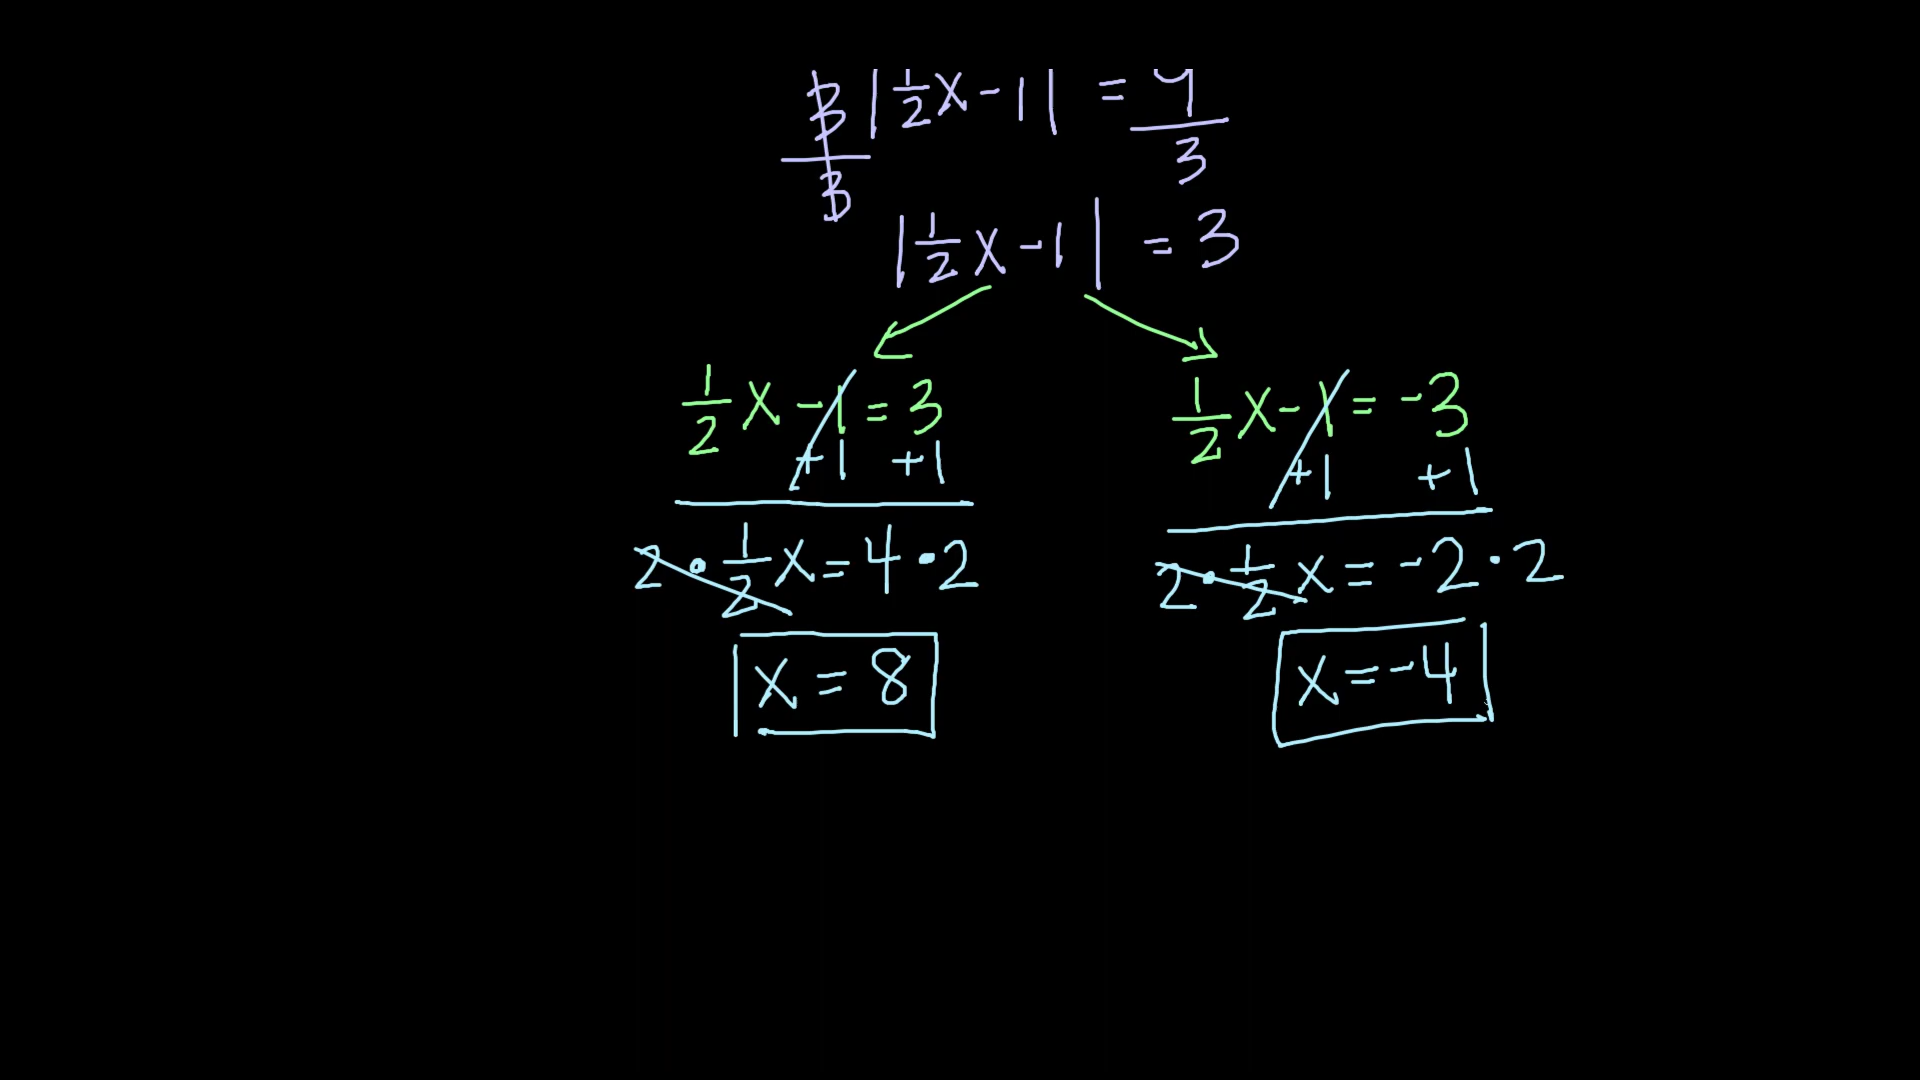 3|1/2x-1| = 9
3 3
|1/2x-1| = 3
1/2x-1=3 1/2x-1=-3
+1 +1 +1 +1
2·1/2x=4·2 2·1/2x=-2·2
x=8 x=-4